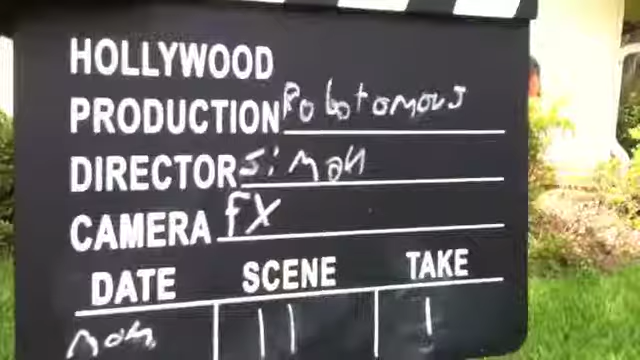 HOLLYWOOD
PRODUCTION Robotomous
DIRECTOR Simon
CAMERA FX
DATE SCENE TAKE
Mon. 11 1